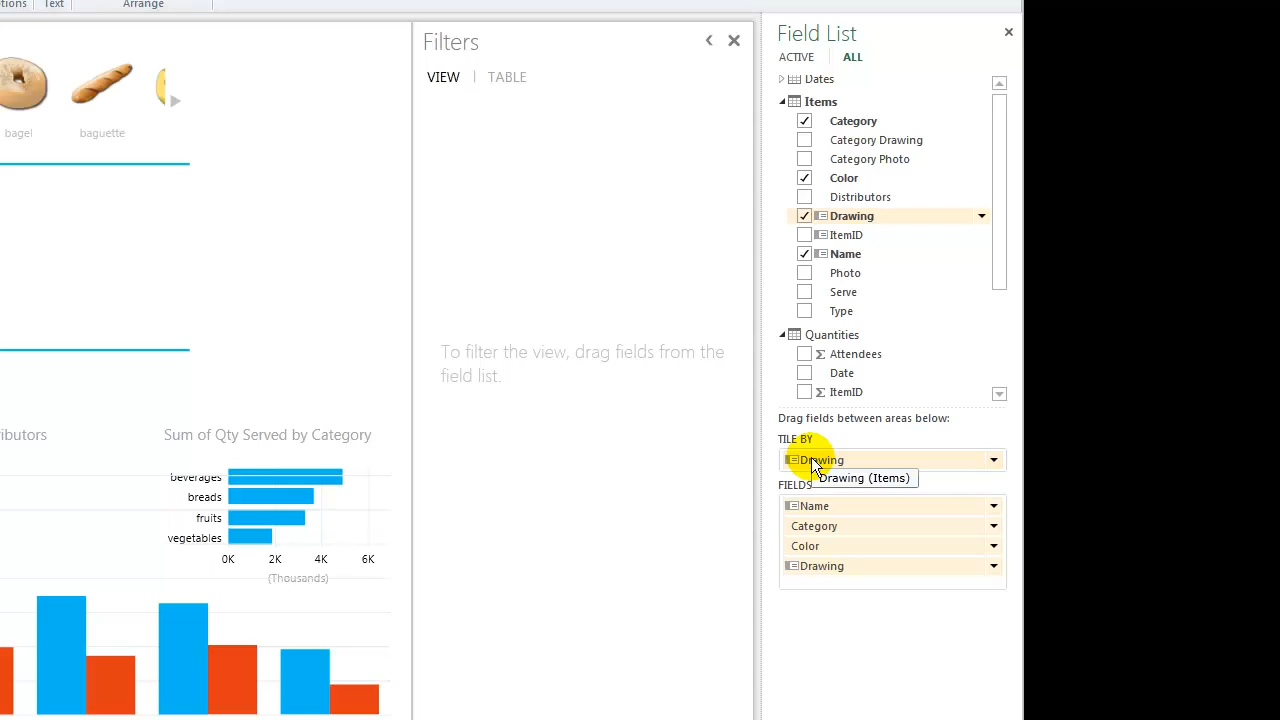 tions
Text
Arrange
bagel
baguette
ibutors
Sum of Qty Served by Category
beverages
breads
fruits
vegetables
0K 2K 4K 6K
(Thousands)
Filters
VIEW | TABLE
To filter the view, drag fields from the
field list.
Field List
ACTIVE | ALL
Dates
Items
Category
Category Drawing
Category Photo
Color
Distributors
Drawing
ItemID
Name
Photo
Serve
Type
Quantities
Σ Attendees
Date
Σ ItemID
Drag fields between areas below:
TILE BY
Drawing
Drawing (Items)
FIELDS
Name
Category
Color
Drawing